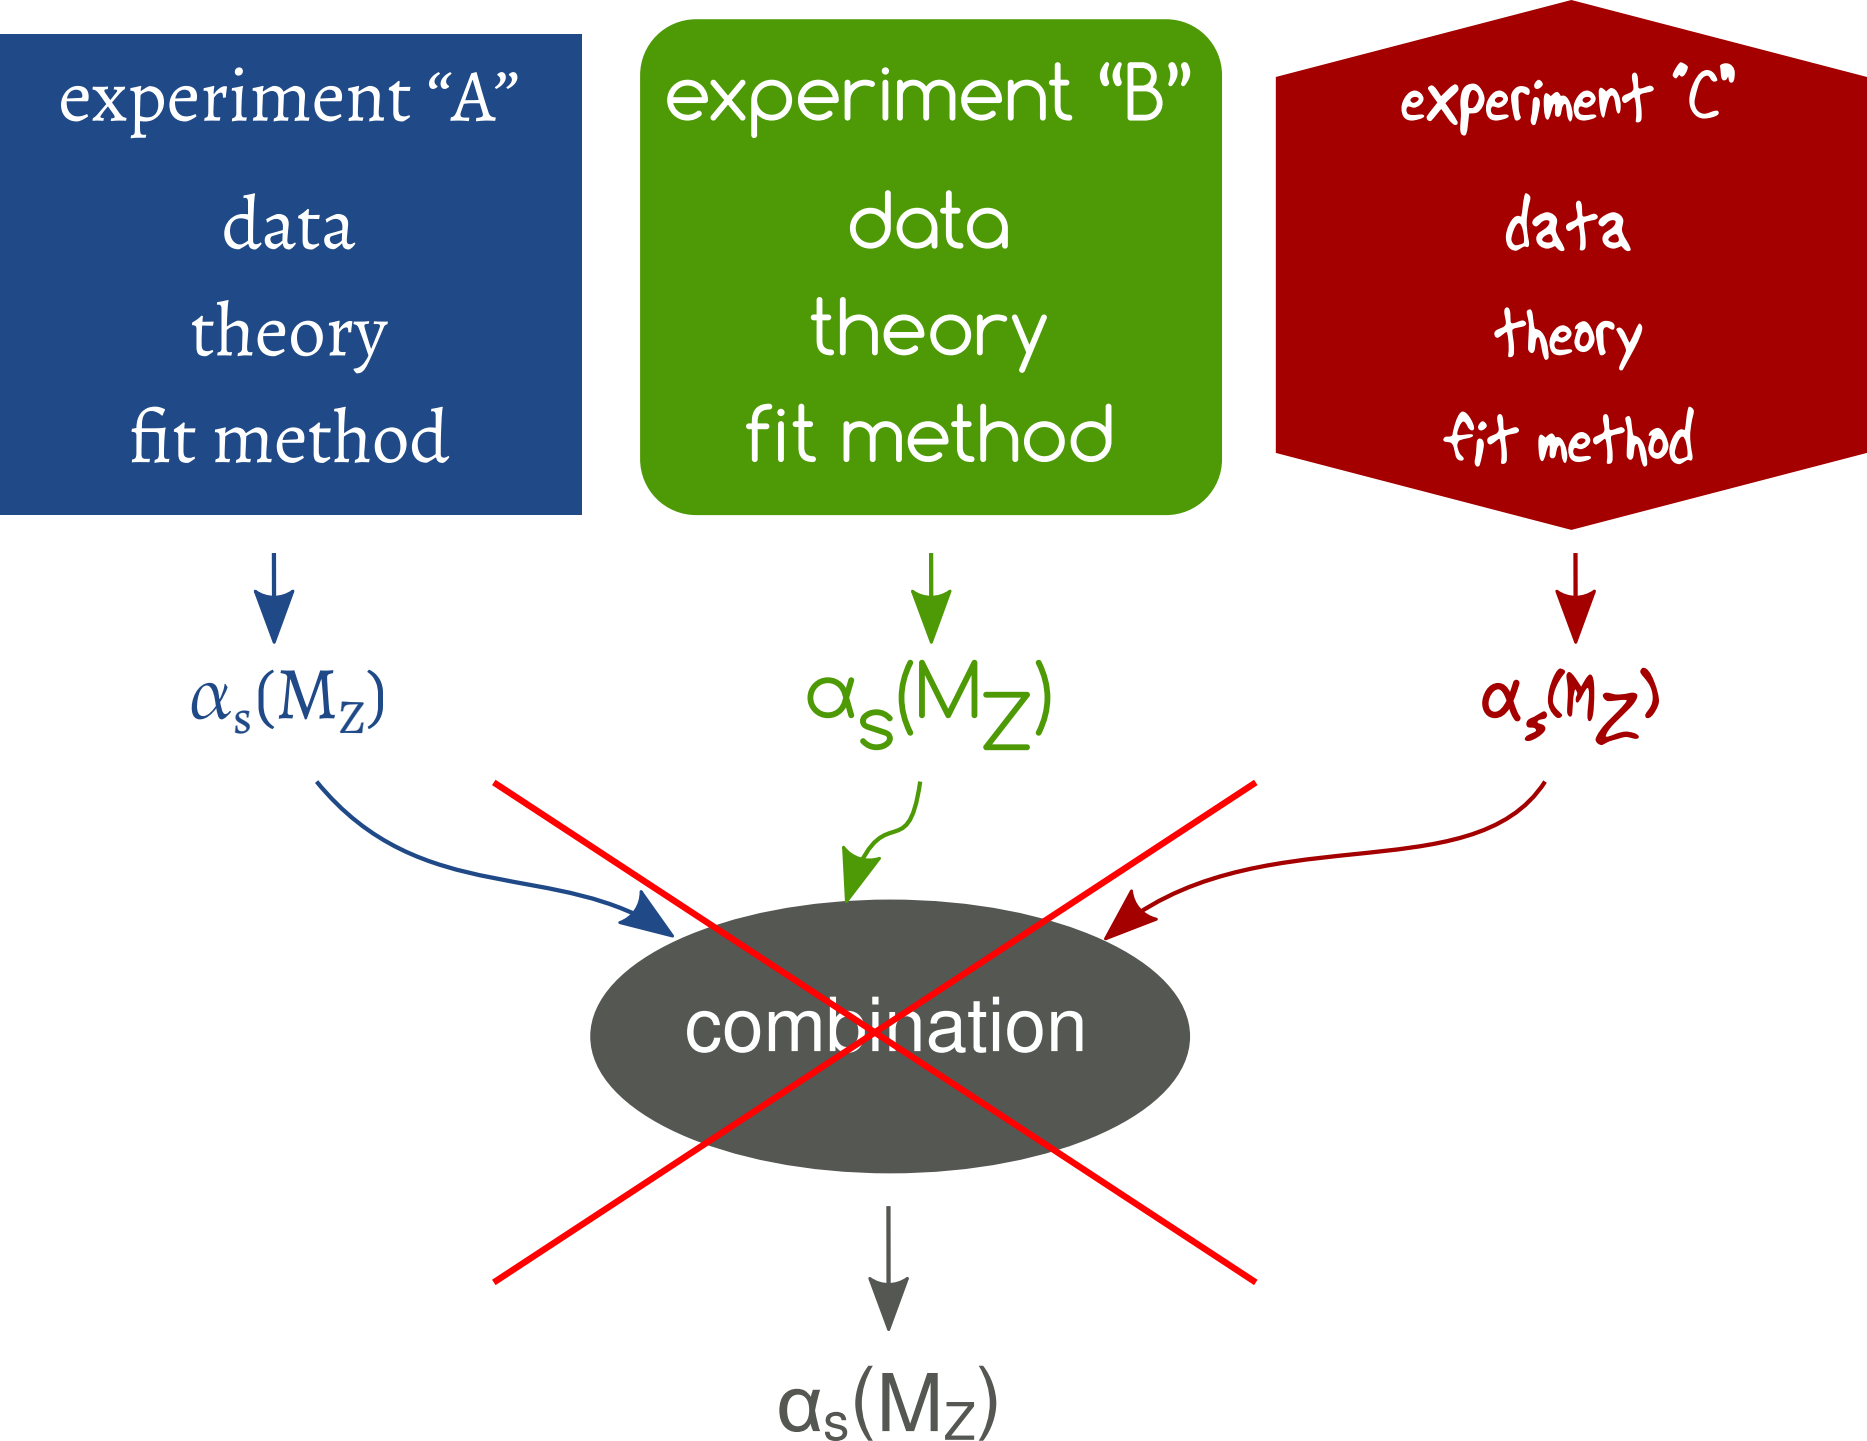 experiment “A”
data
theory
fit method
αs(MZ)
experiment “B”
data
theory
fit method
αs(MZ)
experiment "C"
data
theory
fit method
αs(MZ)
combination
αs(MZ)